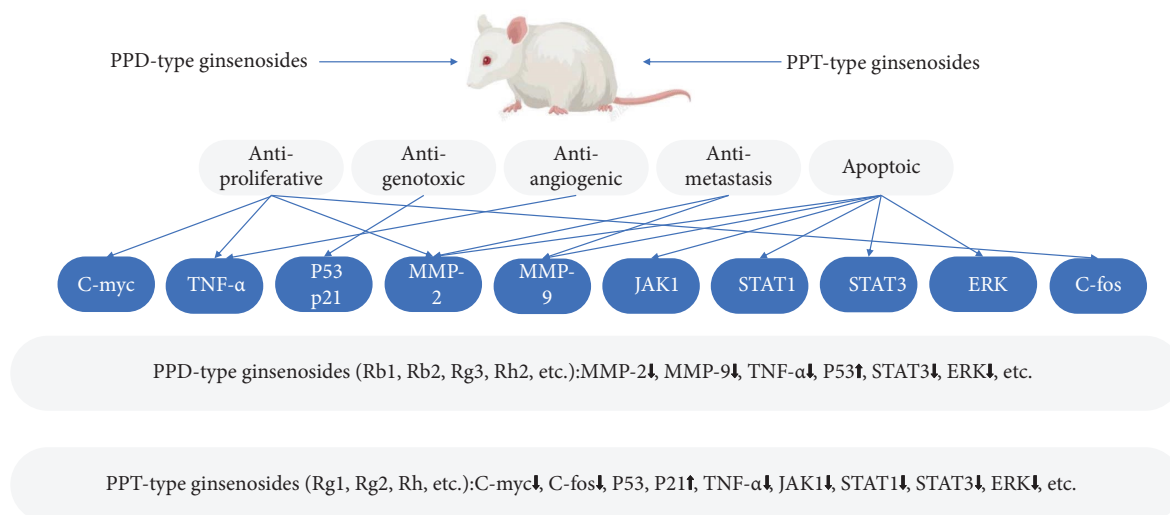 PPD-type ginsenosides
PPT-type ginsenosides
Anti-
proliferative
Anti-
genotoxic
Anti-
angiogenic
Anti-
metastasis
Apoptoic
C-myc
TNF-α
P53
p21
MMP-
2
MMP-
9
JAK1
STAT1
STAT3
ERK
C-fos
PPD-type ginsenosides (Rb1, Rb2, Rg3, Rh2, etc.):MMP-2⬇, MMP-9⬇, TNF-α⬇, P53⬆, STAT3⬇, ERK⬇, etc.
PPT-type ginsenosides (Rg1, Rg2, Rh, etc.):C-myc⬇, C-fos⬇, P53, P21⬆, TNF-α⬇, JAK1⬇, STAT1⬇, STAT3⬇, ERK⬇, etc.